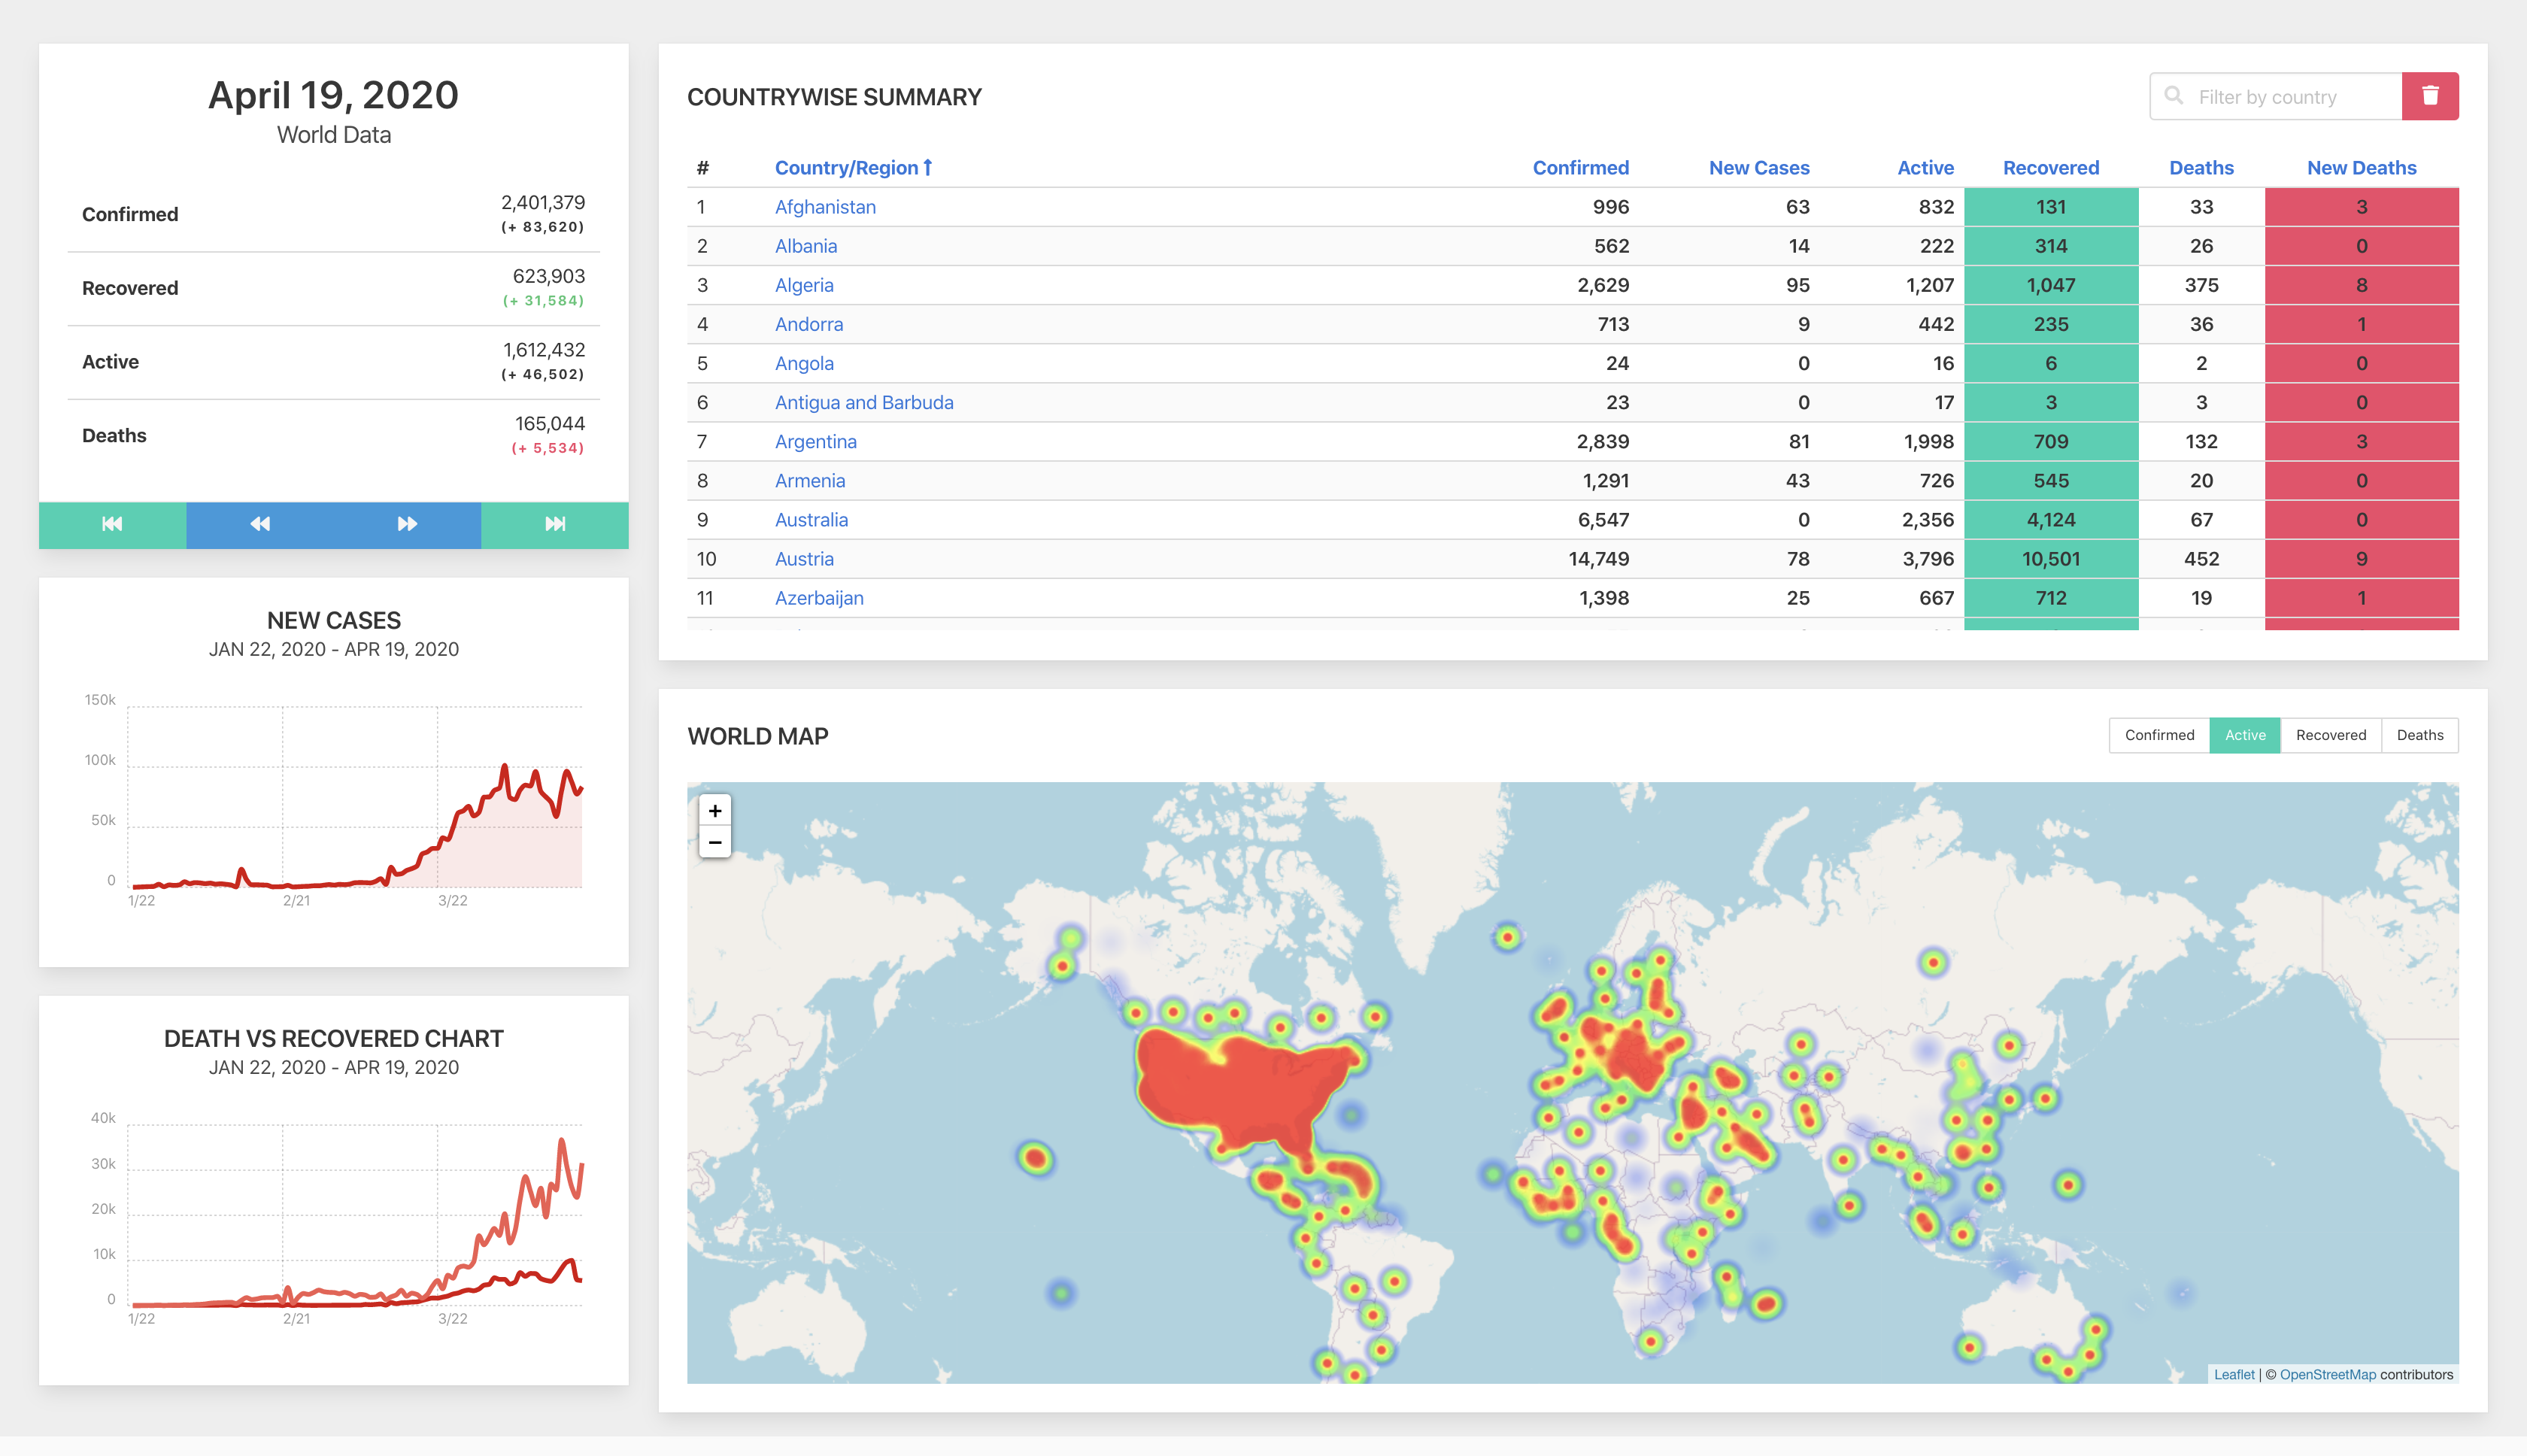 April 19, 2020
World Data
Confirmed 2,401,379
(+ 83,620)
Recovered 623,903
(+ 31,584)
Active 1,612,432
(+ 46,502)
Deaths 165,044
(+ 5,534)
NEW CASES
JAN 22, 2020 - APR 19, 2020
150k
100k
50k
0
1/22 2/21 3/22
DEATH VS RECOVERED CHART
JAN 22, 2020 - APR 19, 2020
40k
30k
20k
10k
0
1/22 2/21 3/22
COUNTRYWISE SUMMARY
Filter by country
# Country/Region Confirmed New Cases Active Recovered Deaths New Deaths
1 Afghanistan 996 63 832 131 33 3
2 Albania 562 14 222 314 26 0
3 Algeria 2,629 95 1,207 1,047 375 8
4 Andorra 713 9 442 235 36 1
5 Angola 24 0 16 6 2 0
6 Antigua and Barbuda 23 0 17 3 3 0
7 Argentina 2,839 81 1,998 709 132 3
8 Armenia 1,291 43 726 545 20 0
9 Australia 6,547 0 2,356 4,124 67 0
10 Austria 14,749 78 3,796 10,501 452 9
11 Azerbaijan 1,398 25 667 712 19 1
WORLD MAP
Confirmed Active Recovered Deaths
+
−
Leaflet | © OpenStreetMap contributors